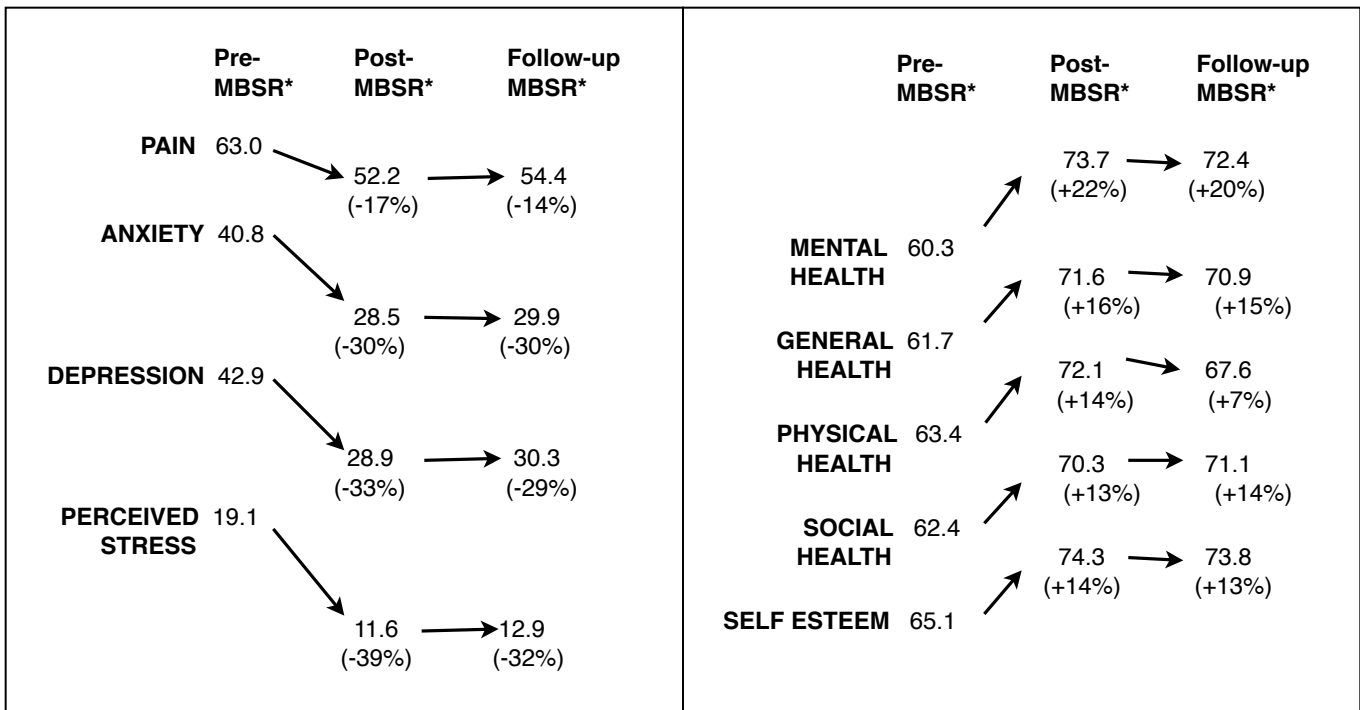 Pre- Post- Follow-up
MBSR* MBSR* MBSR*
PAIN 63.0
52.2 54.4
(-17%) (-14%)
ANXIETY 40.8
28.5 29.9
(-30%) (-30%)
DEPRESSION 42.9
28.9 30.3
(-33%) (-29%)
PERCEIVED 19.1
STRESS
11.6 12.9
(-39%) (-32%)
Pre- Post- Follow-up
MBSR* MBSR* MBSR*
73.7 72.4
(+22%) (+20%)
MENTAL 60.3
HEALTH
71.6 70.9
(+16%) (+15%)
GENERAL 61.7
HEALTH
72.1 67.6
(+14%) (+7%)
PHYSICAL 63.4
HEALTH
70.3 71.1
(+13%) (+14%)
SOCIAL 62.4
HEALTH
74.3 73.8
(+14%) (+13%)
SELF ESTEEM 65.1